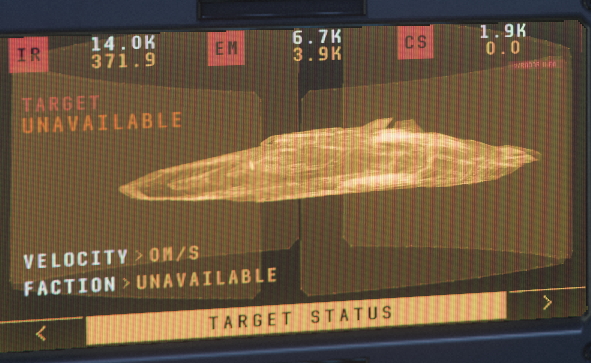 IR 14.0K EM 6.7K CS 1.9K
371.9 3.9K 0.0
TARGET
UNAVAILABLE
VELOCITY > 0M/S
FACTION > UNAVAILABLE
< TARGET STATUS >